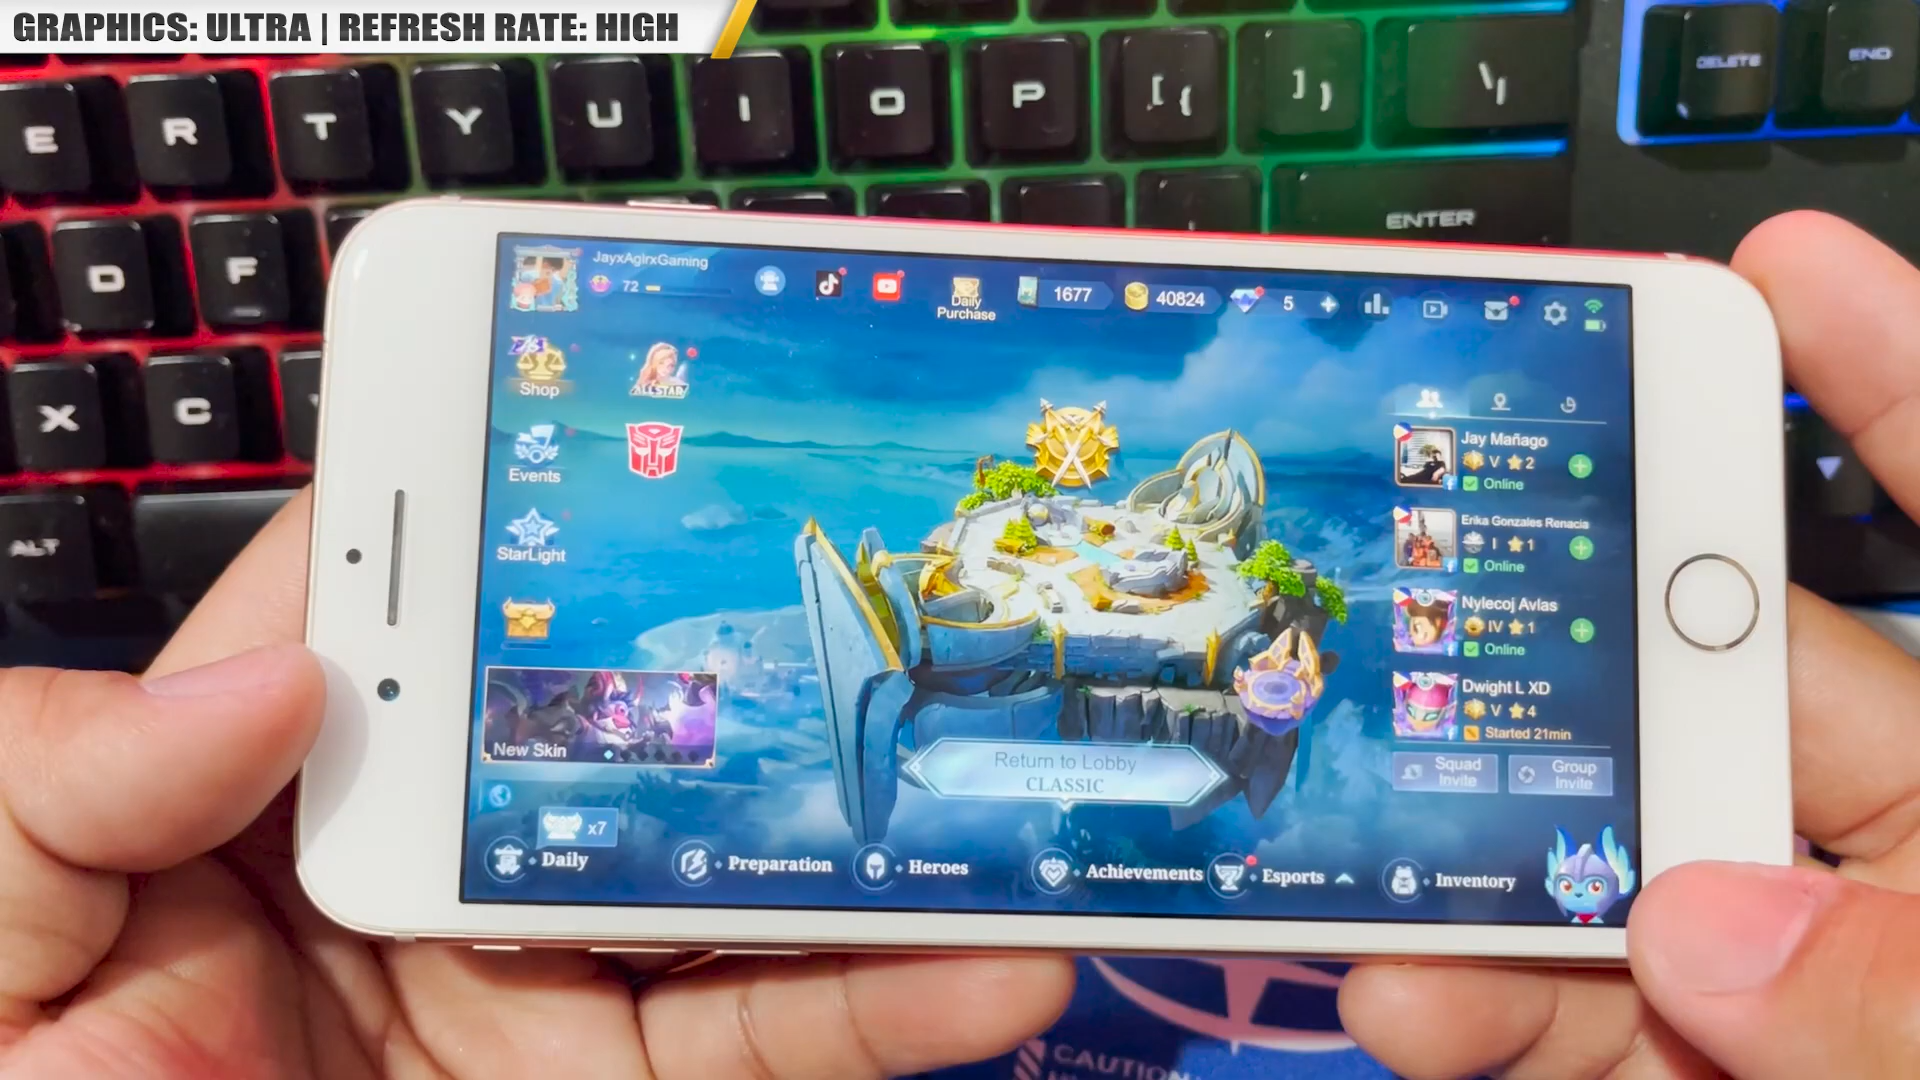 GRAPHICS: ULTRA | REFRESH RATE: HIGH
E R T Y U I O P [ { ] } \ |
DELETE
END
D F
ENTER
X C
ALT
JayxAgirxGaming
72
Daily
Purchase
1677
40824
5
Shop
ALLSTAR
Events
StarLight
New Skin
Jay Mañago
V 2
Online
Erika Gonzales Renacia
I 1
Online
Nylecoj Avlas
IV 1
Online
Dwight L XD
V 4
Started 21min
Squad
Invite
Group
Invite
Return to Lobby
CLASSIC
x7
Daily
Preparation
Heroes
Achievements
Esports
Inventory
CAUTION